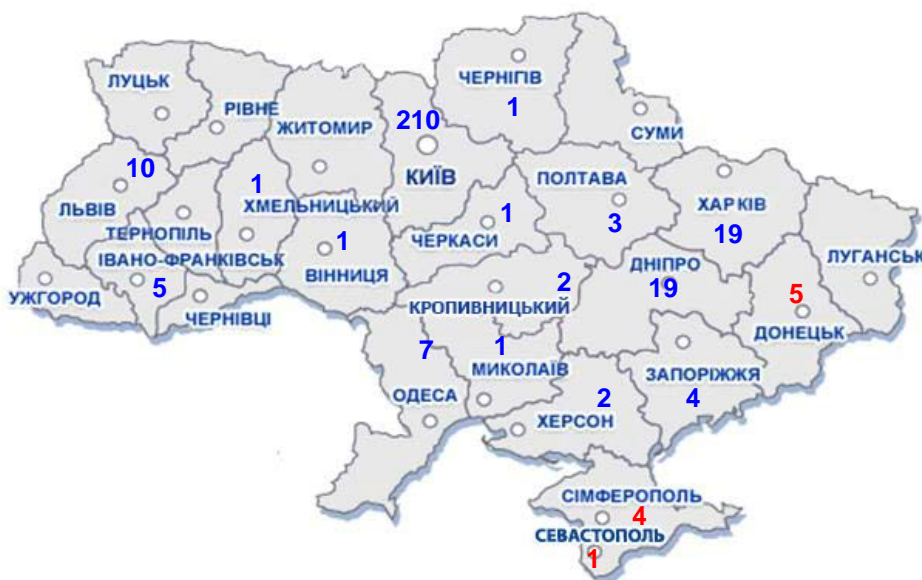 ЛУЦЬК
РІВНЕ
ЖИТОМИР
210
КИЇВ
ЧЕРНІГІВ
1
СУМИ
10
ЛЬВІВ
ТЕРНОПІЛЬ
1
ХМЕЛЬНИЦЬКИЙ
1
ВІННИЦЯ
1
ЧЕРКАСИ
ПОЛТАВА
3
ХАРКІВ
19
ЛУГАНСЬК
УЖГОРОД
ІВАНО-ФРАНКІВСЬК
5
ЧЕРНІВЦІ
2
КРОПИВНИЦЬКИЙ
ДНІПРО
19
5
ДОНЕЦЬК
7
ОДЕСА
1
МИКОЛАЇВ
2
ХЕРСОН
ЗАПОРІЖЖЯ
4
СІМФЕРОПОЛЬ
4
СЕВАСТОПОЛЬ
1